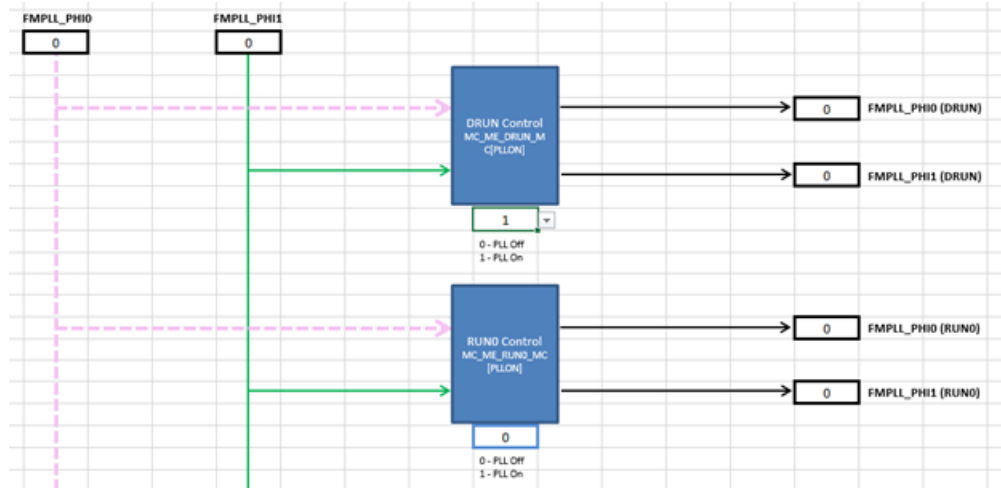 FMPLL_PHI0
FMPLL_PHI1
0
0
DRUN Control
MC_ME_DRUN_M
C[PLLON]
0
FMPLL_PHI0 (DRUN)
0
FMPLL_PHI1 (DRUN)
1
0 - PLL Off
1 - PLL On
RUN0 Control
MC_ME_RUN0_MC
[PLLON]
0
FMPLL_PHI0 (RUN0)
0
FMPLL_PHI1 (RUN0)
0
0 - PLL Off
1 - PLL On